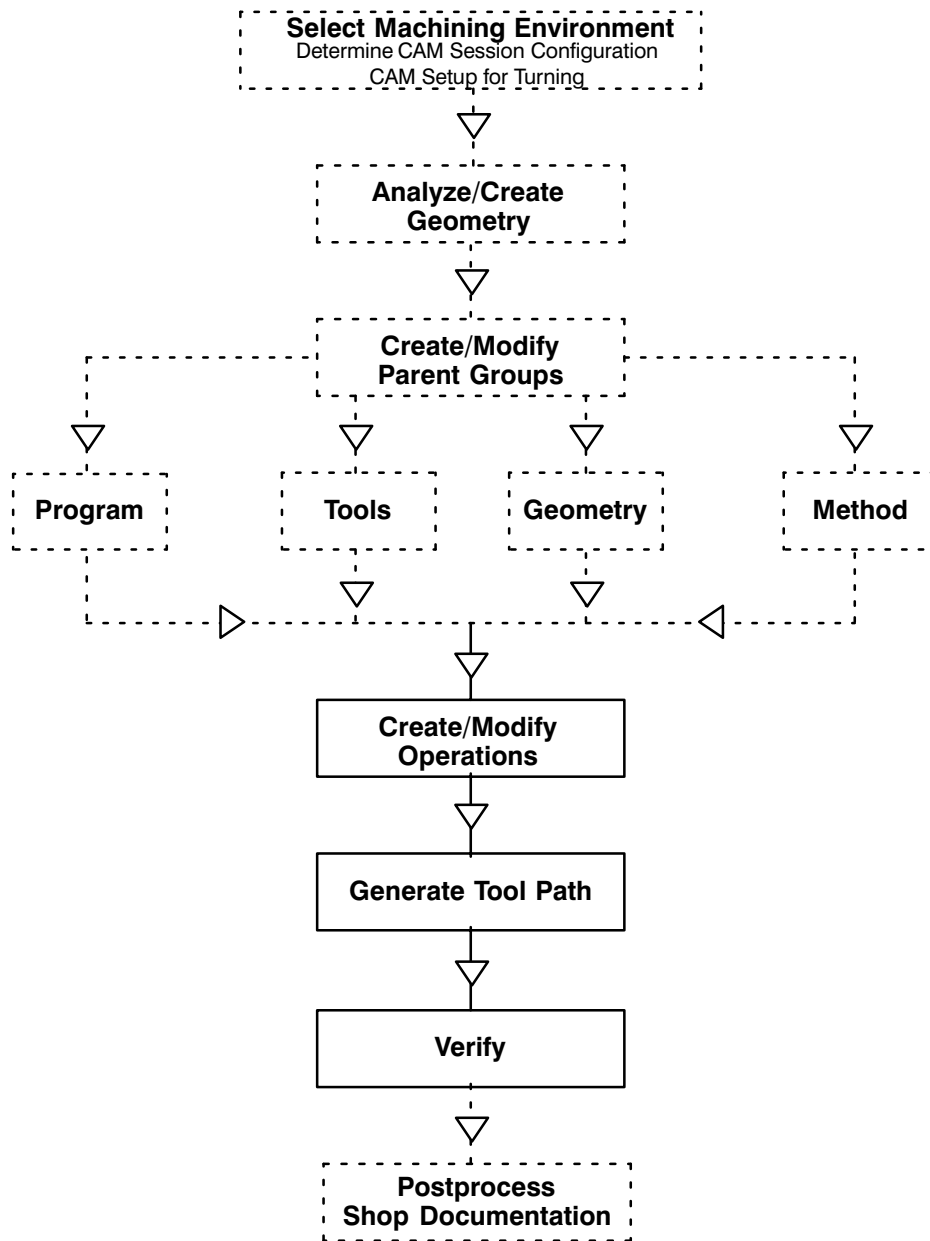 Select Machining Environment
Determine CAM Session Configuration
CAM Setup for Turning
Analyze/Create
Geometry
Create/Modify
Parent Groups
Program
Tools
Geometry
Method
Create/Modify
Operations
Generate Tool Path
Verify
Postprocess
Shop Documentation